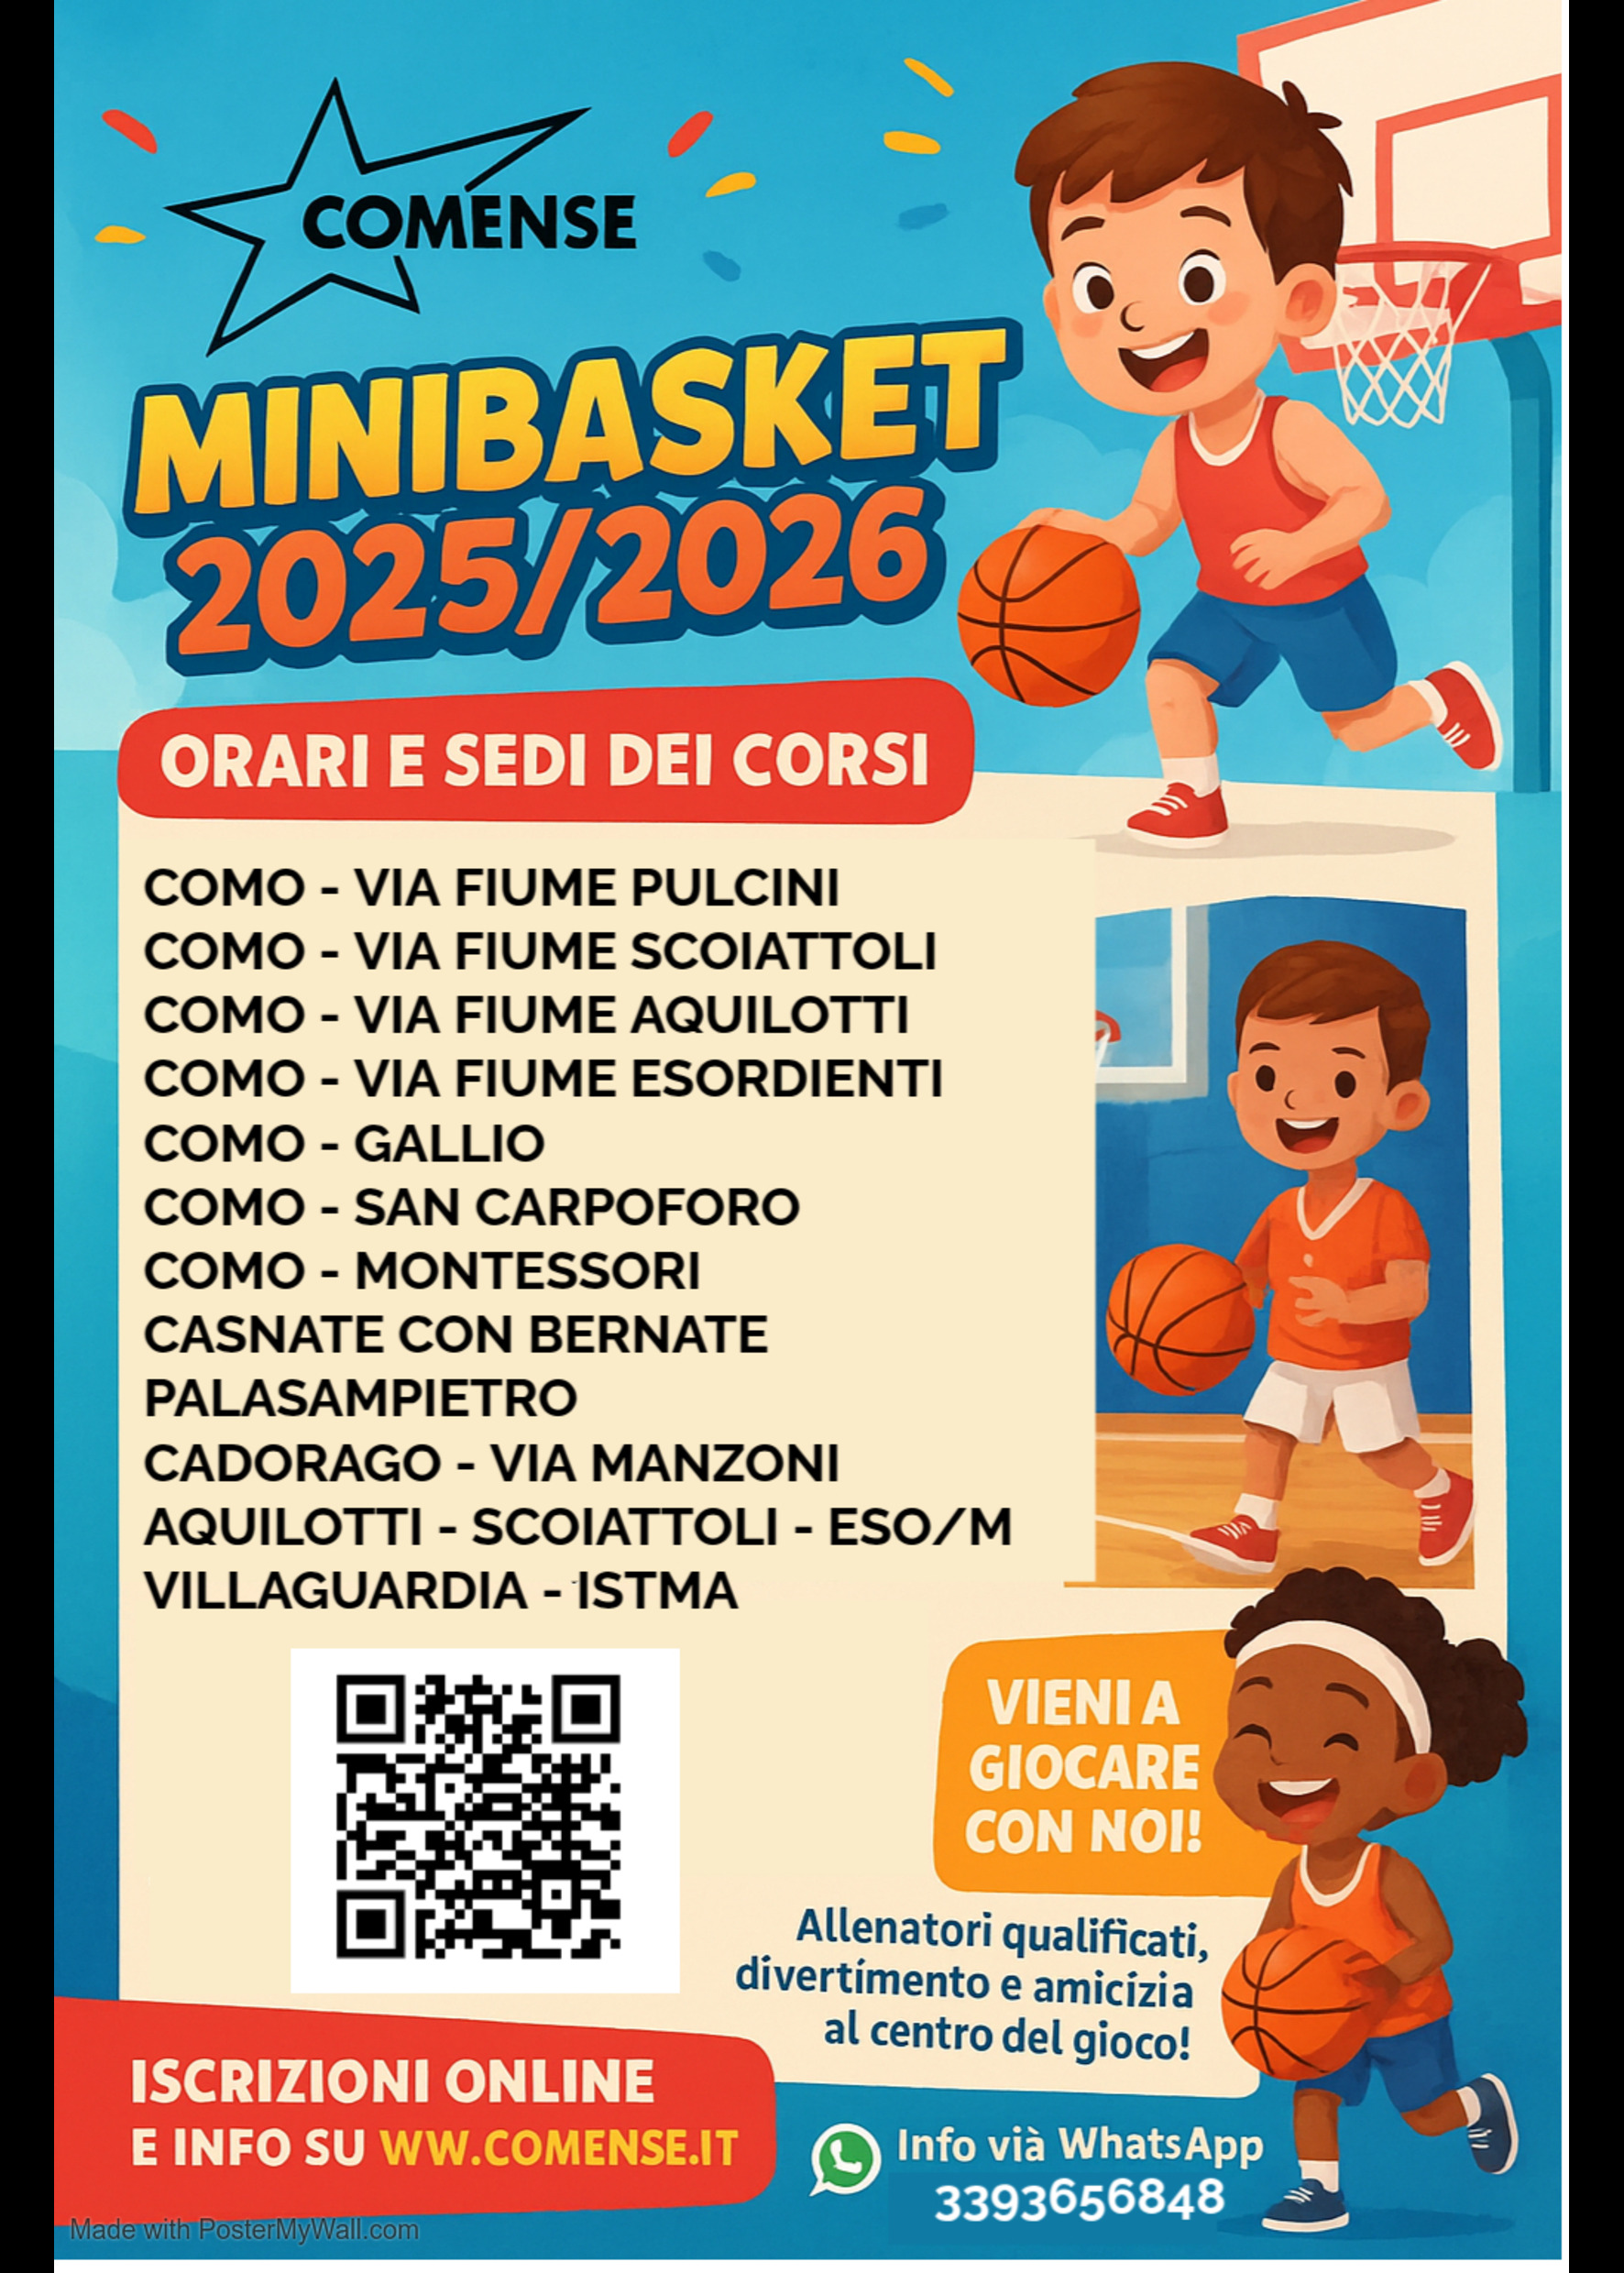 COMENSE
MINIBASKET
2025/2026
ORARI E SEDI DEI CORSI
COMO - VIA FIUME PULCINI
COMO - VIA FIUME SCOIATTOLI
COMO - VIA FIUME AQUILOTTI
COMO - VIA FIUME ESORDIENTI
COMO - GALLIO
COMO - SAN CARPOFORO
COMO - MONTESSORI
CASNATE CON BERNATE
PALASAMPIETRO
CADORAGO - VIA MANZONI
AQUILOTTI - SCOIATTOLI - ESO/M
VILLAGUARDIA - ISTMA
VIENI A
GIOCARE
CON NOI!
Allenatori qualificati,
divertimento e amicizia
al centro del gioco!
ISCRIZIONI ONLINE
E INFO SU WW.COMENSE.IT
Info vià WhatsApp
3393656848
Made with PosterMyWall.com